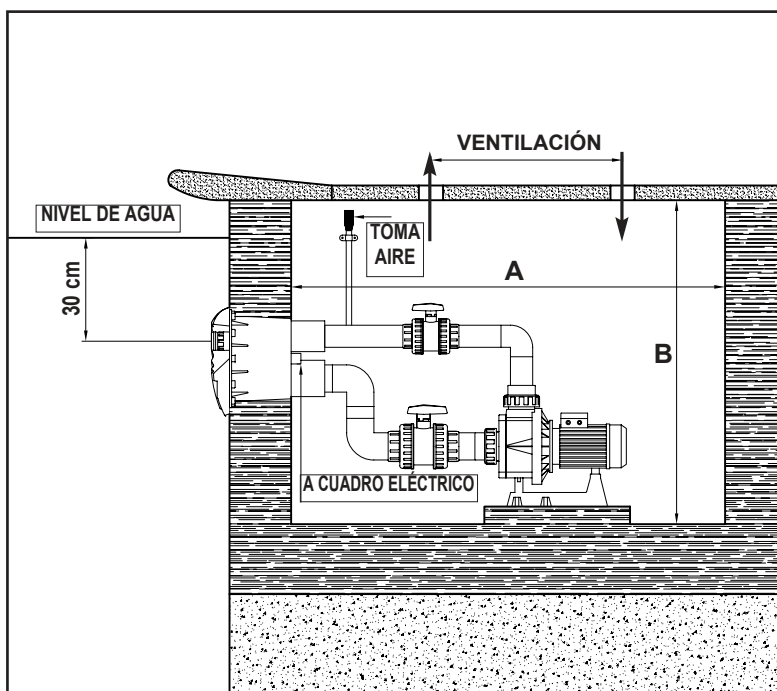 VENTILACIÓN
NIVEL DE AGUA
TOMA
AIRE
30 cm
A
B
A CUADRO ELÉCTRICO